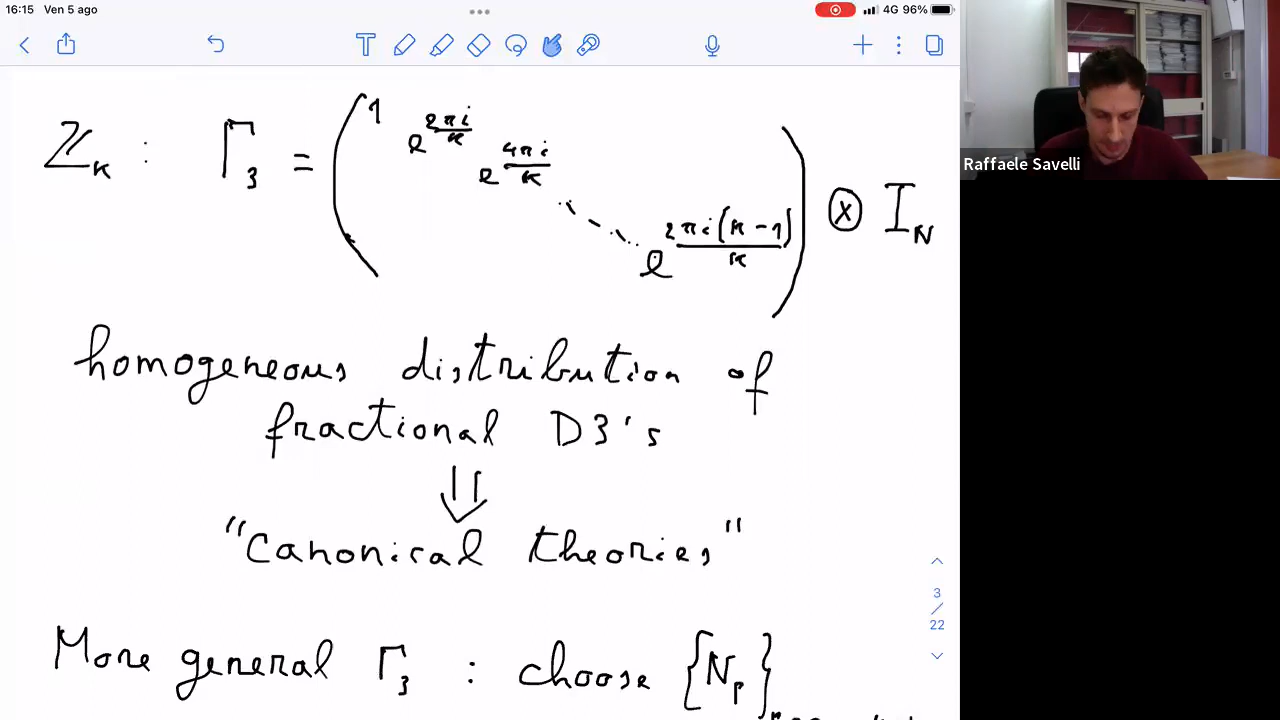 16:15 Ven 5 ago
4G 96%
Raffaele Savelli
ℤ_k : Γ_3 = ( 1 e^{2πi/k} e^{4πi/k} ⋱ e^{2πi(k-1)/k} ) ⊗ I_N
homogeneous distribution of
fractional D3's
⇓
"Canonical theories"
3
/
22
More general Γ_3 : choose {N_p}